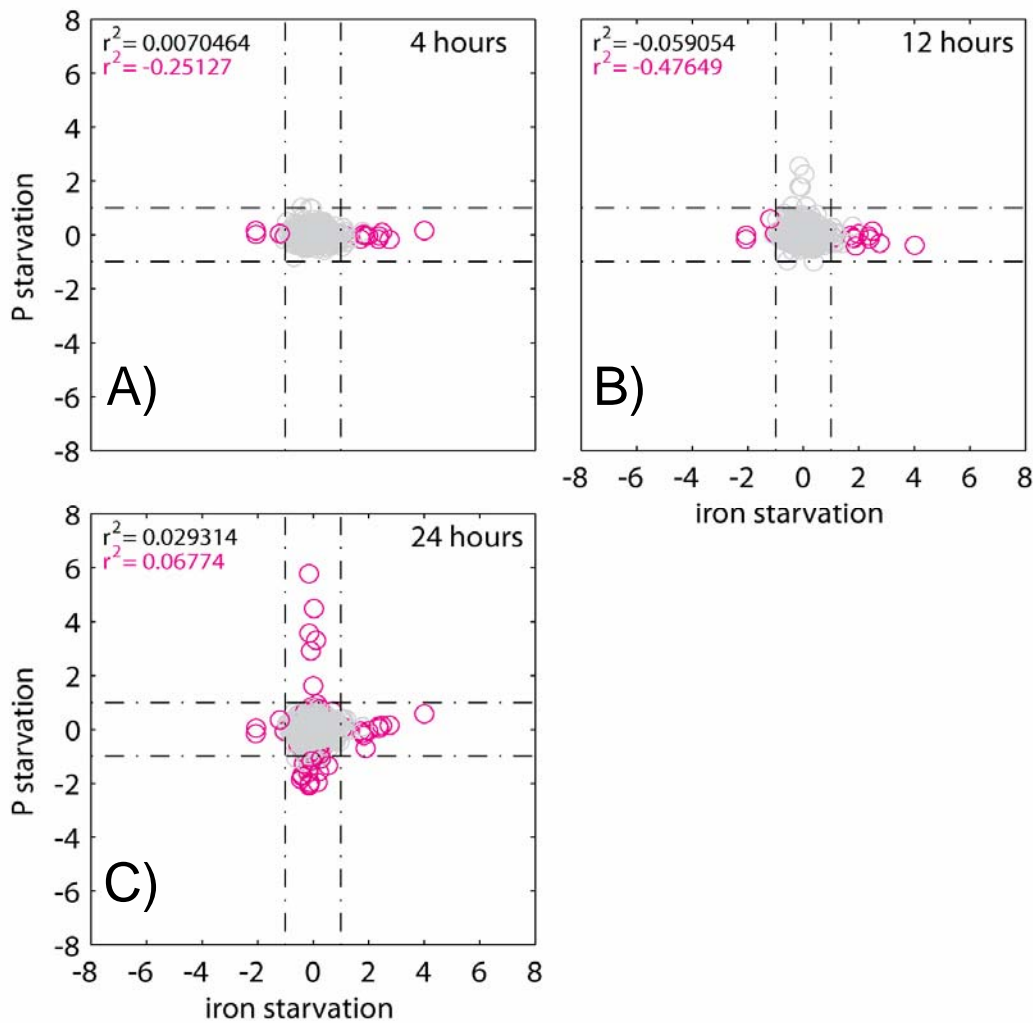 8
6
4
2
0
-2
-4
-6
-8
P starvation
r²= 0.0070464
r²= -0.25127
4 hours
A)
r²= -0.059054
r²= -0.47649
12 hours
B)
-8 -6 -4 -2 0 2 4 6 8
iron starvation
8
6
4
2
0
-2
-4
-6
-8
P starvation
r²= 0.029314
r²= 0.06774
24 hours
C)
-8 -6 -4 -2 0 2 4 6 8
iron starvation